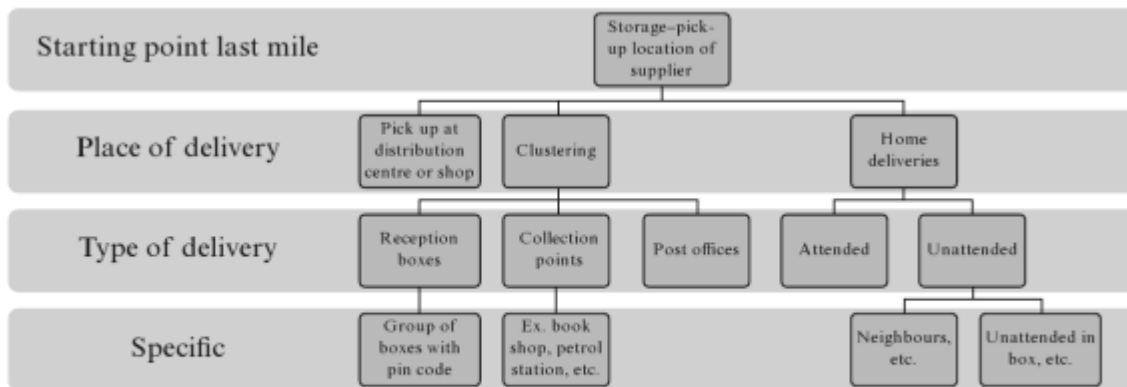 Starting point last mile
Storage–pick-
up location of
supplier
Place of delivery
Pick up at
distribution
centre or shop
Clustering
Home
deliveries
Type of delivery
Reception
boxes
Collection
points
Post offices
Attended
Unattended
Specific
Group of
boxes with
pin code
Ex. book
shop, petrol
station, etc.
Neighbours,
etc.
Unattended in
box, etc.